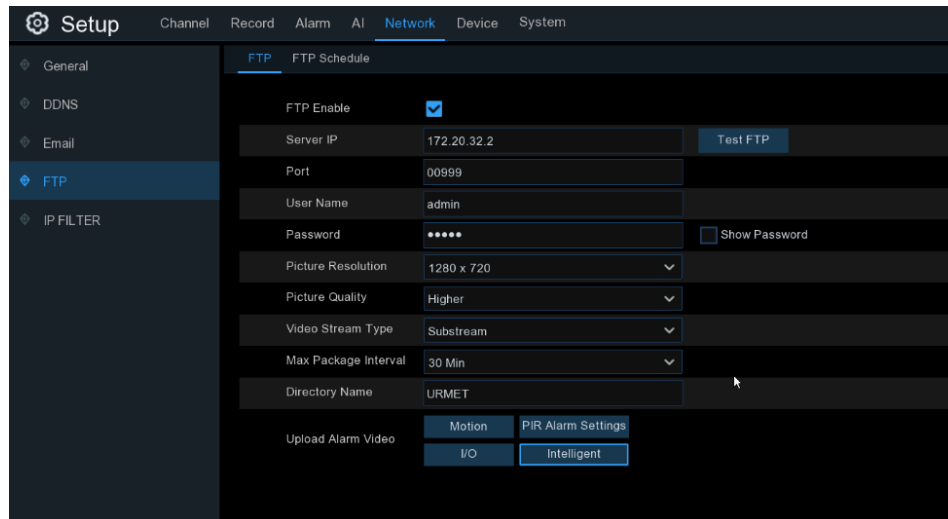 Setup Channel Record Alarm AI Network Device System
General
DDNS
Email
FTP
IP FILTER
FTP FTP Schedule
FTP Enable
Server IP 172.20.32.2 Test FTP
Port 00999
User Name admin
Password ••••• Show Password
Picture Resolution 1280 x 720
Picture Quality Higher
Video Stream Type Substream
Max Package Interval 30 Min
Directory Name URMET
Upload Alarm Video
Motion PIR Alarm Settings
I/O Intelligent